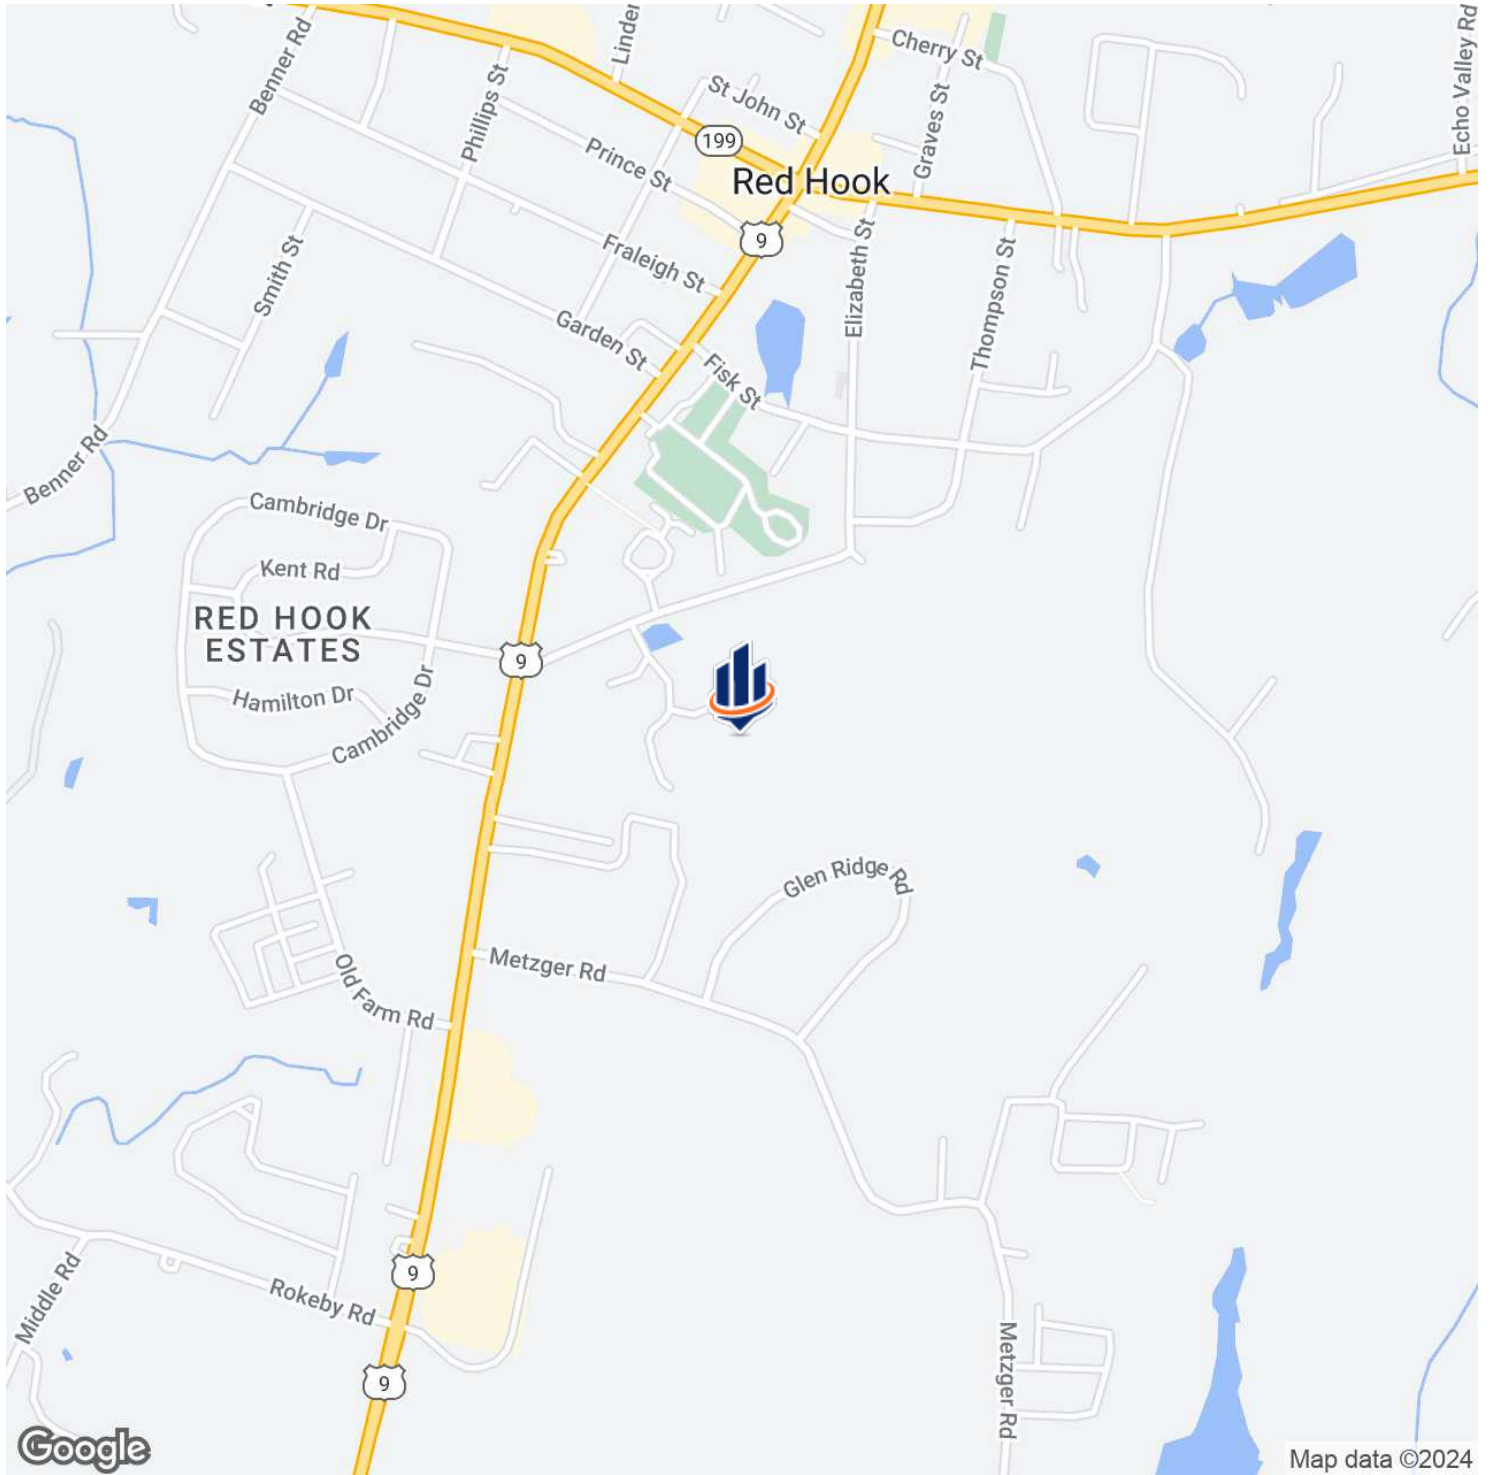 Benner Rd
Linden
Cherry St
Echo Valley Rd
Phillips St
St John St
Graves St
199
Prince St
Red Hook
9
Fraleigh St
Elizabeth St
Smith St
Thompson St
Garden St
Fisk St
Benner Rd
Cambridge Dr
Kent Rd
RED HOOK
ESTATES
9
Hamilton Dr
Cambridge Dr
Glen Ridge Rd
Metzger Rd
Old Farm Rd
9
Middle Rd
Rokeby Rd
Metzger Rd
9
Google
Map data ©2024